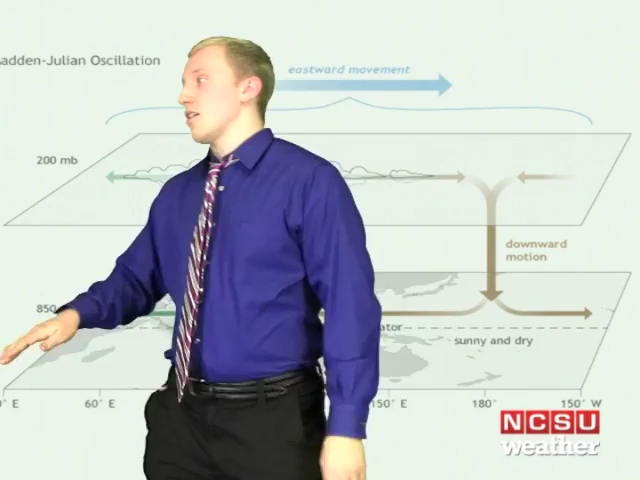 adden-Julian Oscillation
eastward movement
200 mb
downward
motion
850
ator
sunny and dry
° E
60° E
150° E
180°
150° W
NCSU
weather